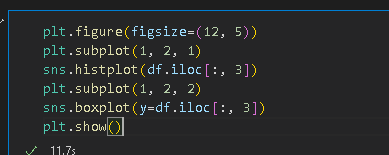 plt.figure(figsize=(12, 5))
plt.subplot(1, 2, 1)
sns.histplot(df.iloc[:, 3])
plt.subplot(1, 2, 2)
sns.boxplot(y=df.iloc[:, 3])
plt.show()
11.7s